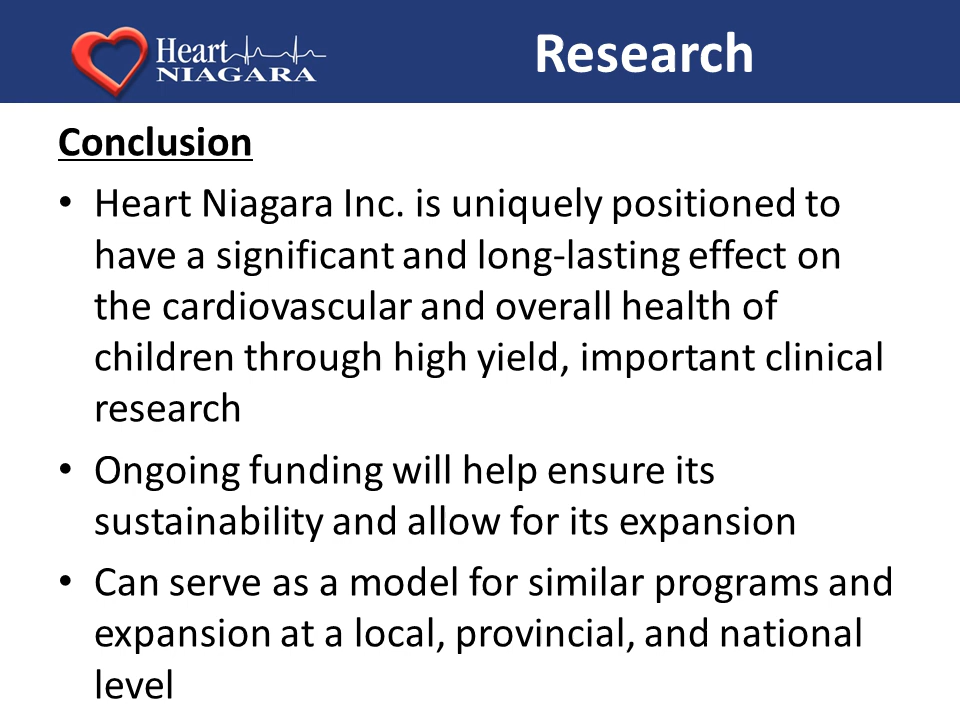 Heart
NIAGARA
Research
Conclusion
• Heart Niagara Inc. is uniquely positioned to
have a significant and long-lasting effect on
the cardiovascular and overall health of
children through high yield, important clinical
research
• Ongoing funding will help ensure its
sustainability and allow for its expansion
• Can serve as a model for similar programs and
expansion at a local, provincial, and national
level